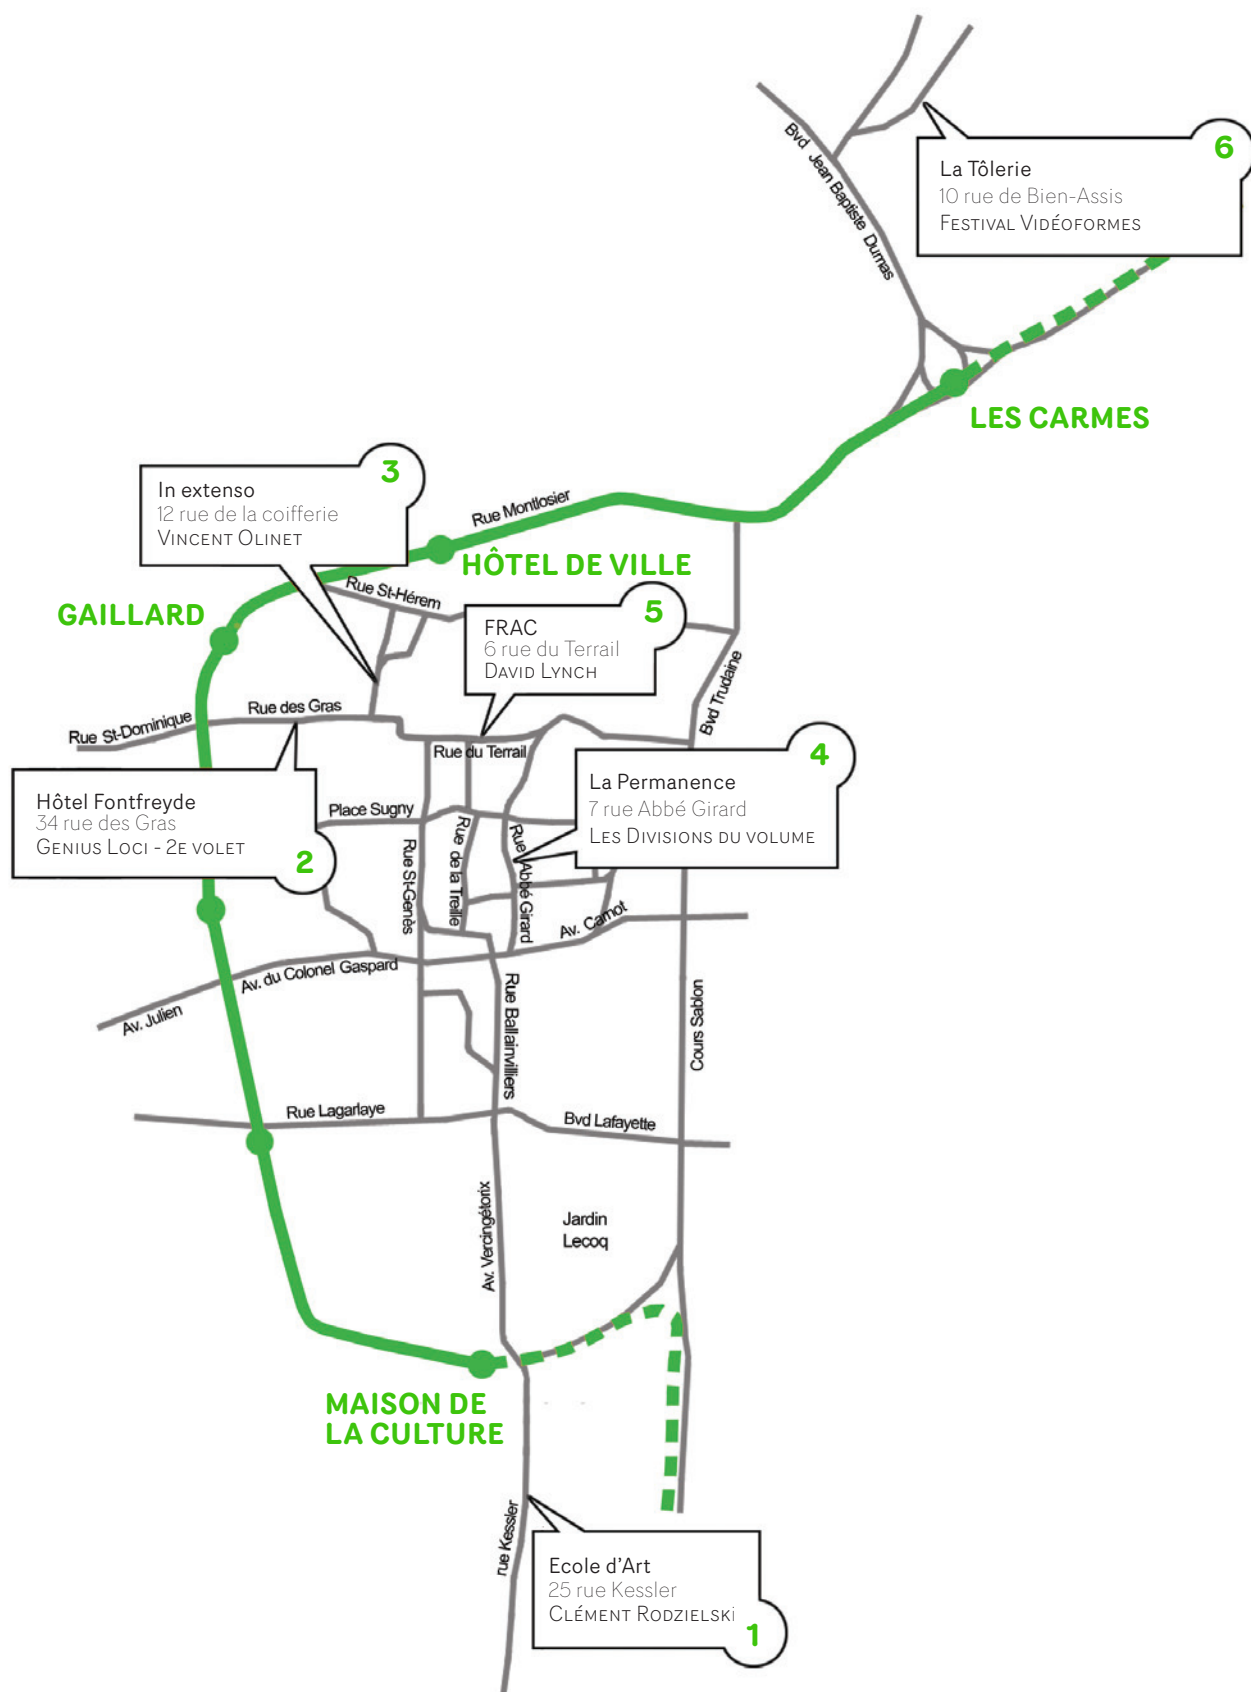 Bvd Jean Baptiste Dumas
6
La Tôlerie
10 rue de Bien-Assis
FESTIVAL VIDÉOFORMES
LES CARMES
3
In extenso
12 rue de la coifferie
VINCENT OLINET
Rue Montlosier
HÔTEL DE VILLE
GAILLARD
Rue St-Hérem
5
FRAC
6 rue du Terrail
DAVID LYNCH
Bvd Trudaine
Rue St-Dominique
Rue des Gras
Rue du Terrail
4
La Permanence
7 rue Abbé Girard
LES DIVISIONS DU VOLUME
Hôtel Fontfreyde
34 rue des Gras
GENIUS LOCI - 2E VOLET
2
Place Sugny
Rue St-Genès
Rue de la Treille
Rue Abbé Girard
Av. Carnot
Av. du Colonel Gaspard
Av. Julien
Rue Ballainvilliers
Cours Sablon
Rue Lagarlaye
Bvd Lafayette
Av. Vercingétorix
Jardin
Lecoq
MAISON DE
LA CULTURE
rue Kessler
Ecole d'Art
25 rue Kessler
CLÉMENT RODZIELSKI
1